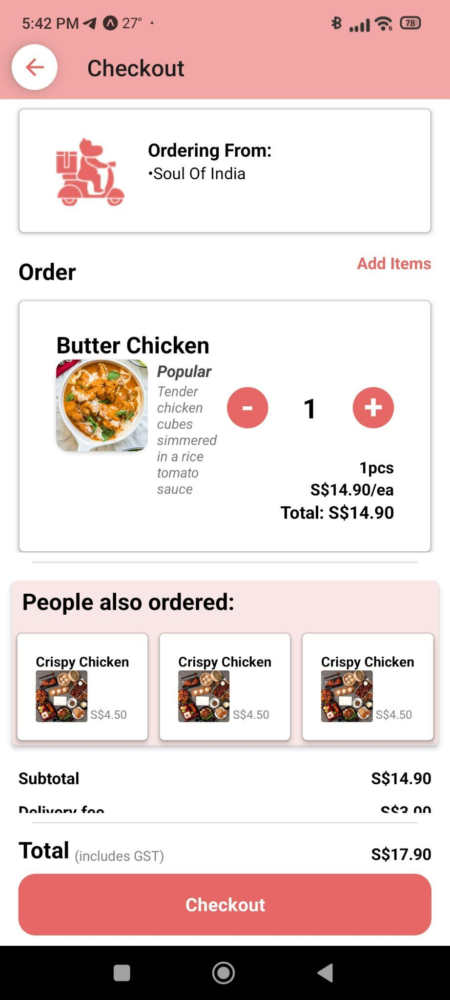 5:42 PM 27° •
6 78
Checkout
Ordering From:
•Soul Of India
Order
Add Items
Butter Chicken
Popular
Tender
chicken
cubes
simmered
in a rice
tomato
sauce
- 1 +
1pcs
S$14.90/ea
Total: S$14.90
People also ordered:
Crispy Chicken
S$4.50
Crispy Chicken
S$4.50
Crispy Chicken
S$4.50
Subtotal S$14.90
Delivery fee S$3.00
Total (includes GST) S$17.90
Checkout